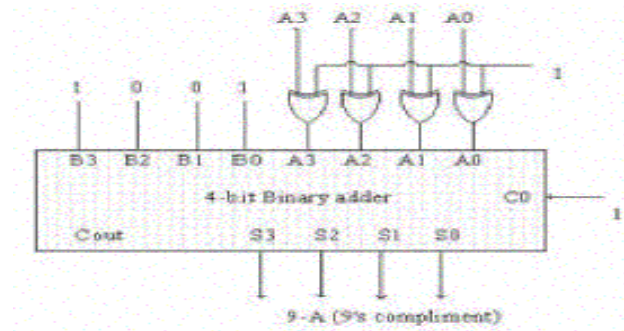 A3 A2 A1 A0
1
1 0 0 1
B3 B2 B1 B0 A3 A2 A1 A0
4-bit Binary adder C0
1
Cout S3 S2 S1 S0
9-A (9's compliment)